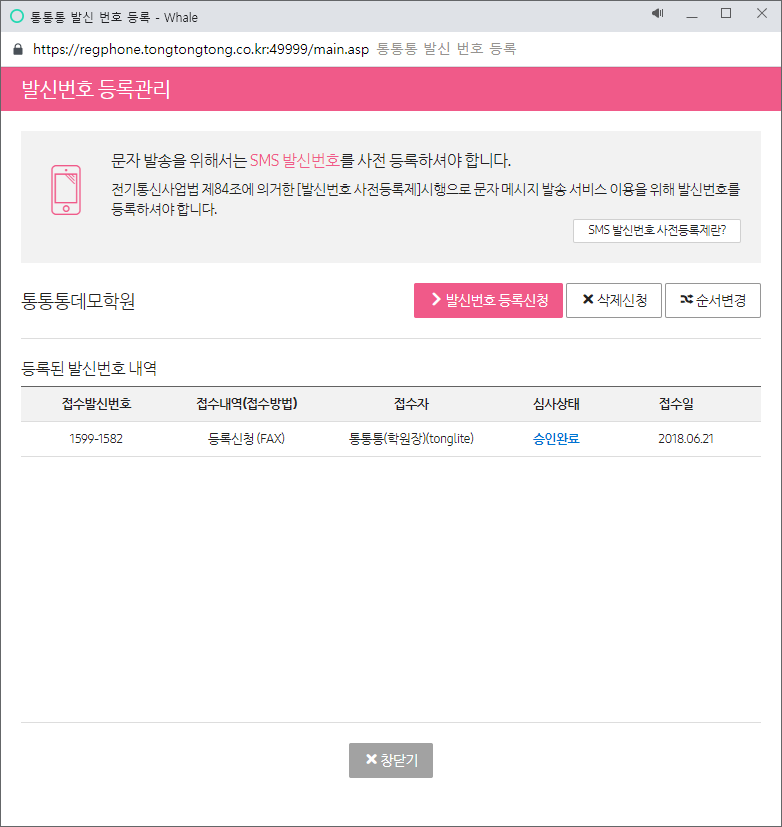 통통통 발신 번호 등록 - Whale
https://regphone.tongtongtong.co.kr:49999/main.asp 통통통 발신 번호 등록
발신번호 등록관리
문자 발송을 위해서는 SMS 발신번호를 사전 등록하셔야 합니다.
전기통신사업법 제84조에 의거한 [발신번호 사전등록제]시행으로 문자 메시지 발송 서비스 이용을 위해 발신번호를
등록하셔야 합니다.
SMS 발신번호 사전등록제란?
통통통데모학원
발신번호 등록신청 삭제신청 순서변경
등록된 발신번호 내역
접수발신번호 접수내역(접수방법) 접수자 심사상태 접수일
1599-1582 등록신청 (FAX) 통통통(학원장)(tonglite) 승인완료 2018.06.21
창닫기